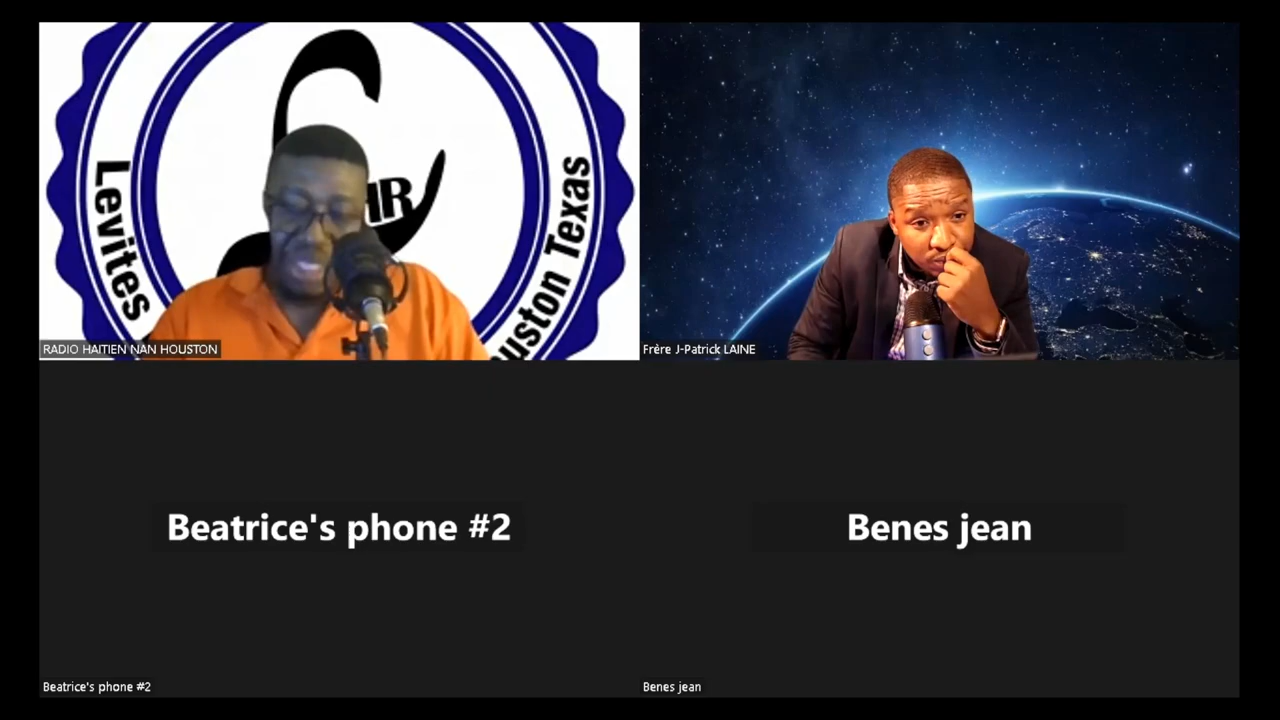 Levites
HR
uston Texas
RADIO HAITIEN NAN HOUSTON
Frère J-Patrick LAINE
Beatrice's phone #2
Benes jean
Beatrice's phone #2
Benes jean